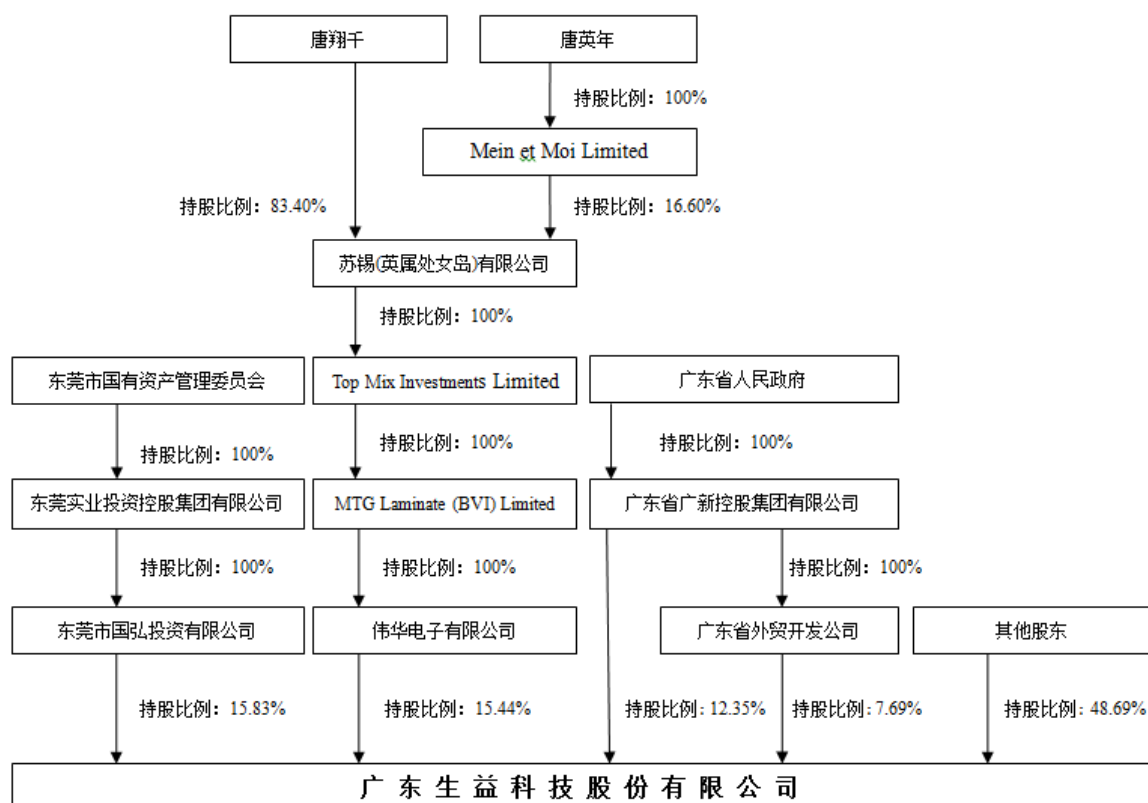 唐翔千
唐英年
持股比例：100%
Mein et Moi Limited
持股比例：83.40%
持股比例：16.60%
苏锡(英属处女岛)有限公司
持股比例：100%
东莞市国有资产管理委员会
Top Mix Investments Limited
广东省人民政府
持股比例：100%
持股比例：100%
持股比例：100%
东莞实业投资控股集团有限公司
MTG Laminate (BVI) Limited
广东省广新控股集团有限公司
持股比例：100%
持股比例：100%
持股比例：100%
东莞市国弘投资有限公司
伟华电子有限公司
广东省外贸开发公司
其他股东
持股比例：15.83%
持股比例：15.44%
持股比例：12.35%
持股比例：7.69%
持股比例：48.69%
广东生益科技股份有限公司